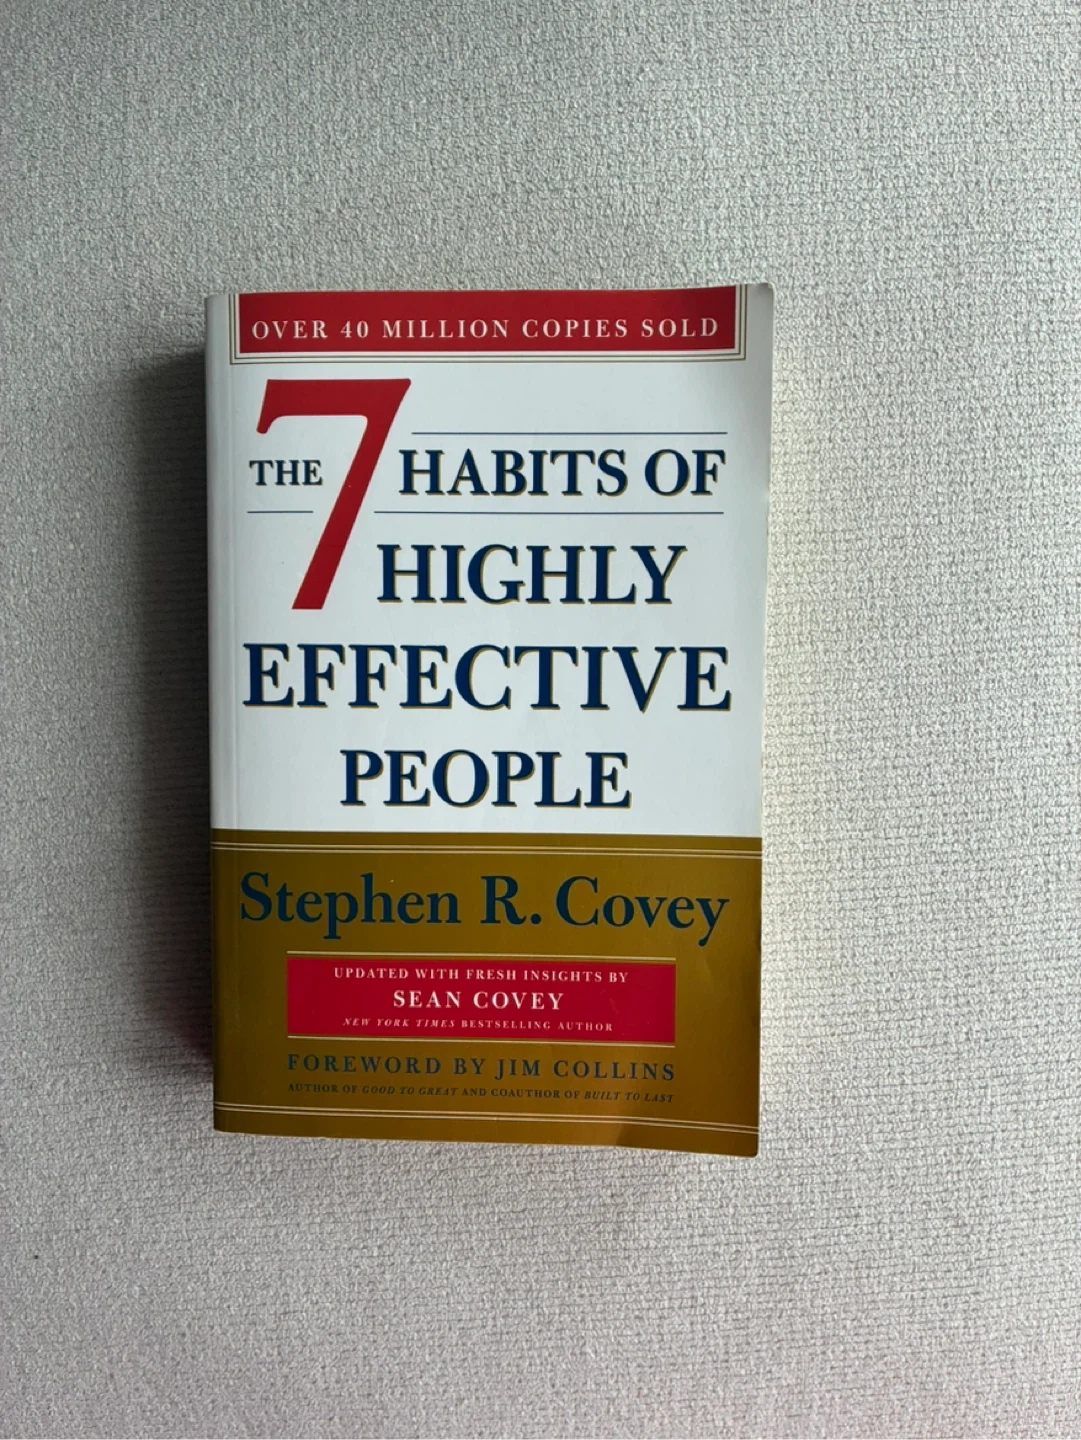 OVER 40 MILLION COPIES SOLD
THE 7 HABITS OF
HIGHLY
EFFECTIVE
PEOPLE
Stephen R. Covey
UPDATED WITH FRESH INSIGHTS BY
SEAN COVEY
NEW YORK TIMES BESTSELLING AUTHOR
FOREWORD BY JIM COLLINS
AUTHOR OF GOOD TO GREAT AND COAUTHOR OF BUILT TO LAST